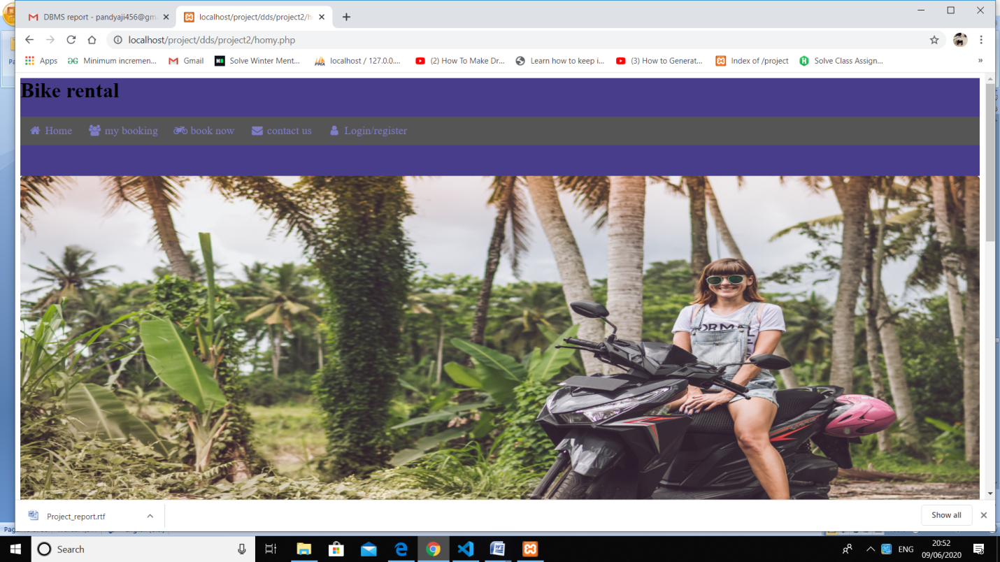 DBMS report - pandyaji456@gm
localhost/project/dds/project2/h
localhost/project/dds/project2/homy.php
Apps
Minimum incremen...
Gmail
Solve Winter Ment...
localhost / 127.0.0....
(2) How To Make Dr...
Learn how to keep i...
(3) How to Generat...
Index of /project
Solve Class Assign...
Bike rental
Home
my booking
book now
contact us
Login/register
Project_report.rtf
Show all
Search
ENG
20:52
09/06/2020